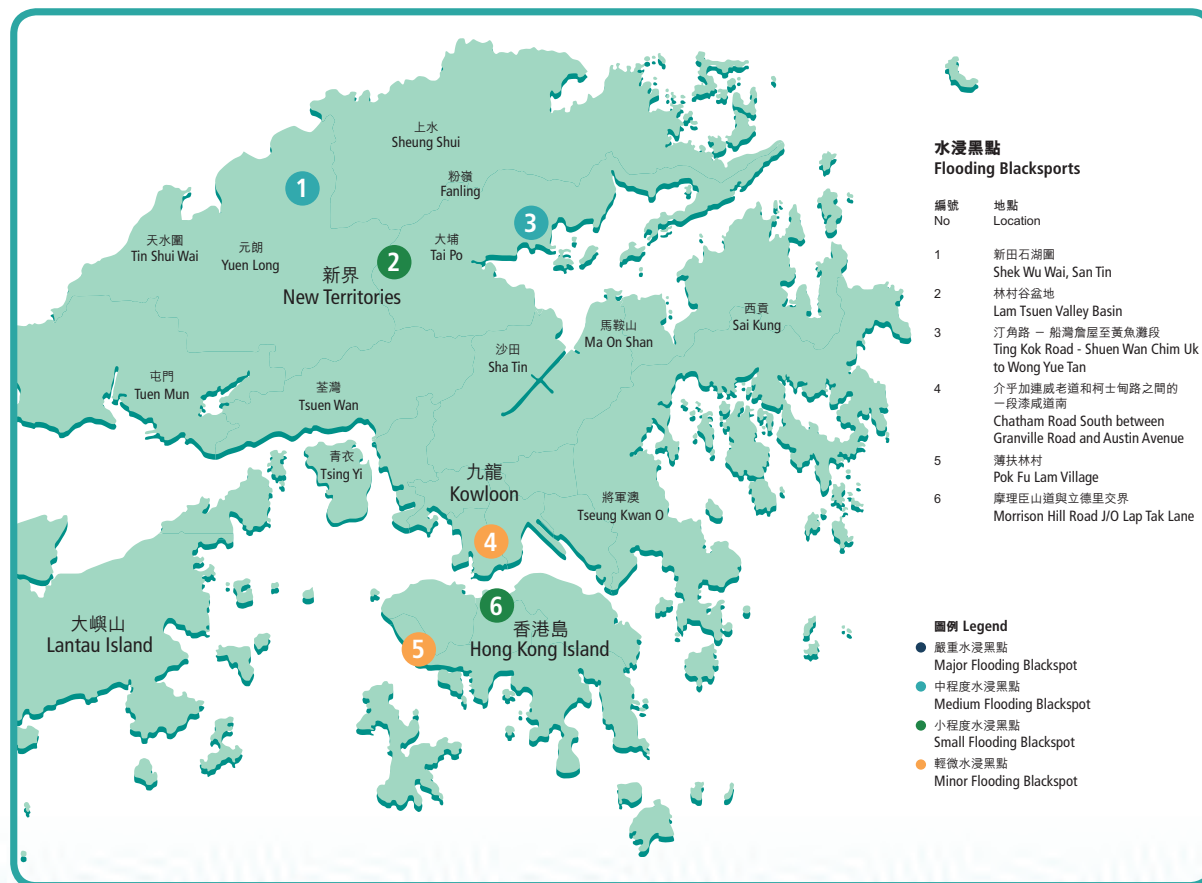 上水
Sheung Shui
粉嶺
Fanling
1
3
天水圍
Tin Shui Wai
元朗
Yuen Long
2
大埔
Tai Po
新界
New Territories
馬鞍山
Ma On Shan
西貢
Sai Kung
沙田
Sha Tin
屯門
Tuen Mun
荃灣
Tsuen Wan
青衣
Tsing Yi
九龍
Kowloon
將軍澳
Tseung Kwan O
4
6
香港島
Hong Kong Island
5
大嶼山
Lantau Island
水浸黑點
Flooding Blacksports
編號 地點
No Location
1 新田石湖圍
Shek Wu Wai, San Tin
2 林村谷盆地
Lam Tsuen Valley Basin
3 汀角路 － 船灣詹屋至黃魚灘段
Ting Kok Road - Shuen Wan Chim Uk
to Wong Yue Tan
4 介乎加連威老道和柯士甸路之間的
一段漆咸道南
Chatham Road South between
Granville Road and Austin Avenue
5 薄扶林村
Pok Fu Lam Village
6 摩理臣山道與立德里交界
Morrison Hill Road J/O Lap Tak Lane
圖例 Legend
嚴重水浸黑點
Major Flooding Blackspot
中程度水浸黑點
Medium Flooding Blackspot
小程度水浸黑點
Small Flooding Blackspot
輕微水浸黑點
Minor Flooding Blackspot